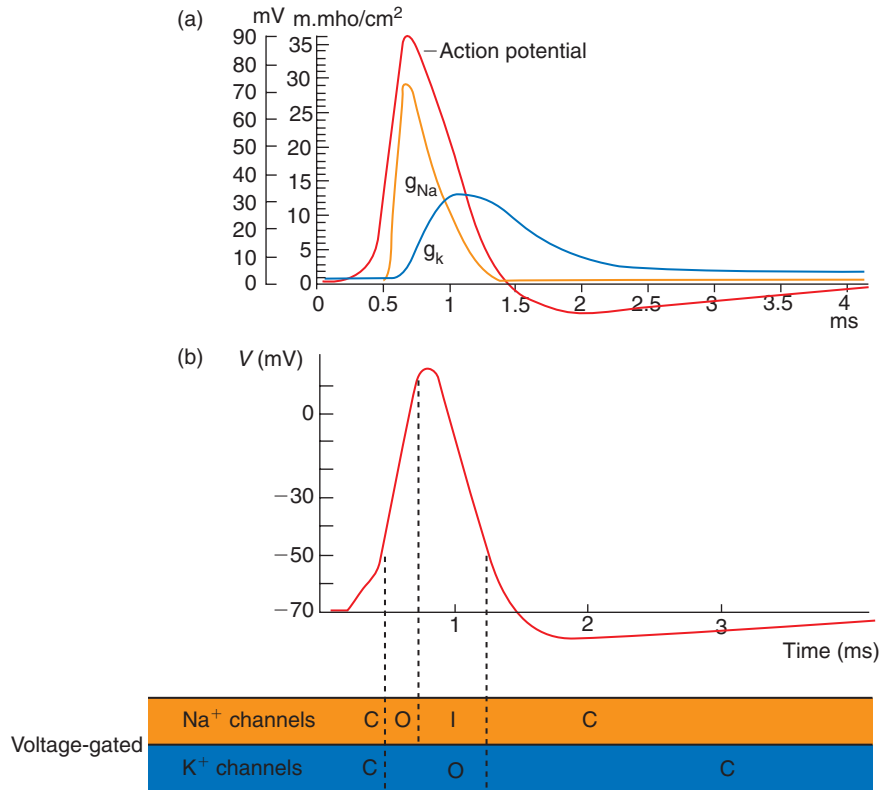 (a) mV m.mho/cm²
90 35
80 30
70 25
60 20
50 15
40 10
30 5
20 0
10
0
—Action potential
gNa
gk
0 0.5 1 1.5 2 2.5 3 3.5 4
ms
(b) V (mV)
0
−30
−50
−70
1 2 3
Time (ms)
Voltage-gated
Na⁺ channels C O I C
K⁺ channels C O C